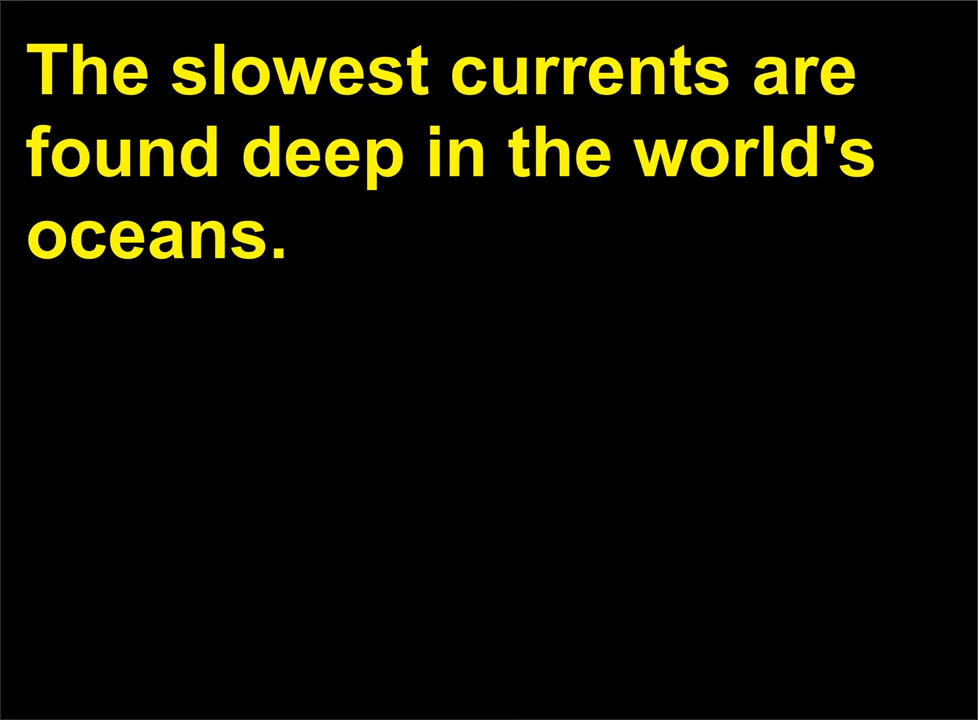 The slowest currents are
found deep in the world's
oceans.